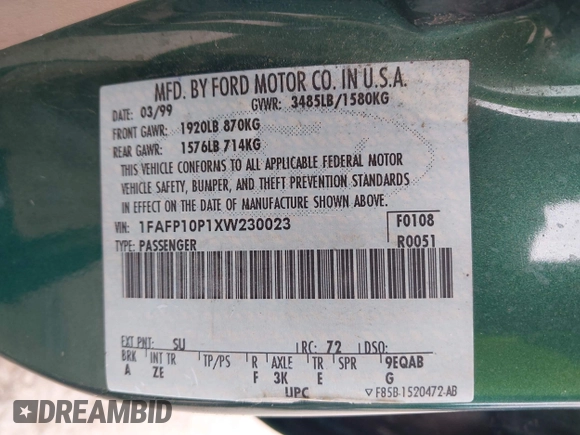 MFD. BY FORD MOTOR CO. IN U.S.A.
DATE: 03/99 GVWR: 3485LB/1580KG
FRONT GAWR: 1920LB 870KG
REAR GAWR: 1576LB 714KG
THIS VEHICLE CONFORMS TO ALL APPLICABLE FEDERAL MOTOR
VEHICLE SAFETY, BUMPER, AND THEFT PREVENTION STANDARDS
IN EFFECT ON THE DATE OF MANUFACTURE SHOWN ABOVE.
VIN: 1FAFP10P1XW230023 F0108
TYPE: PASSENGER R0051
EXT PNT: SU RC: 72 DSO:
BRK INT TR TP/PS R AXLE TR SPR 9EQAB
A ZE F 3K E G
UPC ▽F85B-1520472-AB
DREAMBID